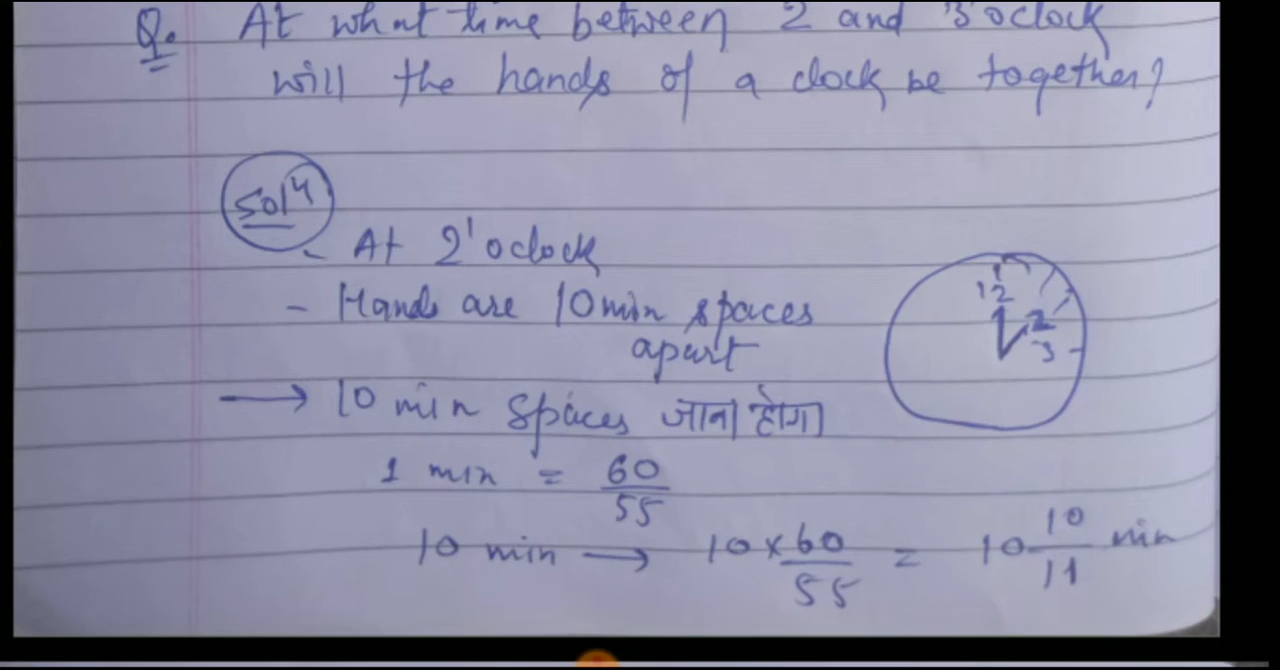 Q. At what time between 2 and 3 oclock
will the hands of a clock be together?
Solⁿ
- At 2'oclock
- Hands are 10 min spaces
apart
12
2
3
→ 10 min spaces जाना होगा
1 min = 60/55
10 min → 10 × 60/55 = 10 10/11 min